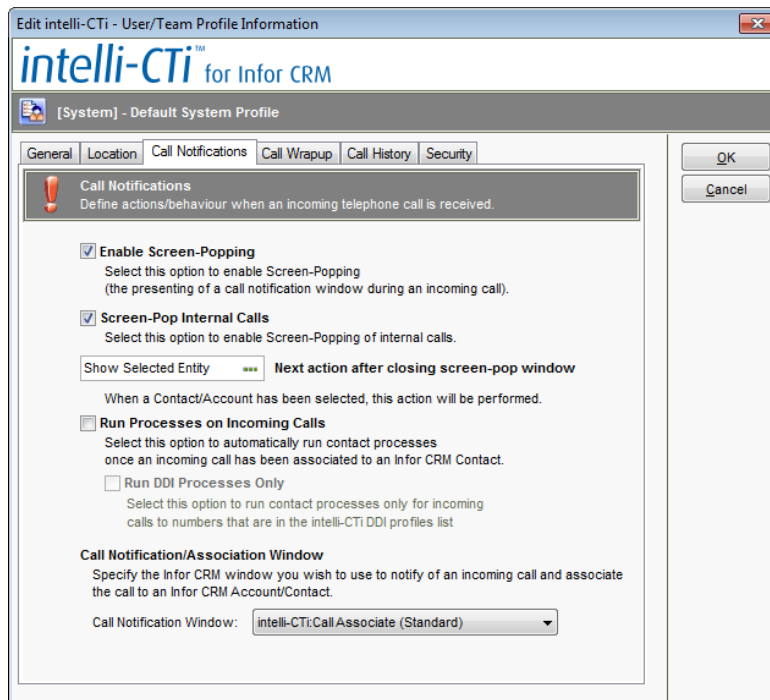 Edit intelli-CTi - User/Team Profile Information
intelli-CTi™ for Infor CRM
[System] - Default System Profile
General Location Call Notifications Call Wrapup Call History Security
OK
Cancel
Call Notifications
Define actions/behaviour when an incoming telephone call is received.
Enable Screen-Popping
Select this option to enable Screen-Popping
(the presenting of a call notification window during an incoming call).
Screen-Pop Internal Calls
Select this option to enable Screen-Popping of internal calls.
Show Selected Entity Next action after closing screen-pop window
When a Contact/Account has been selected, this action will be performed.
Run Processes on Incoming Calls
Select this option to automatically run contact processes
once an incoming call has been associated to an Infor CRM Contact.
Run DDI Processes Only
Select this option to run contact processes only for incoming
calls to numbers that are in the intelli-CTi DDI profiles list
Call Notification/Association Window
Specify the Infor CRM window you wish to use to notify of an incoming call and associate
the call to an Infor CRM Account/Contact.
Call Notification Window: intelli-CTi:Call Associate (Standard)